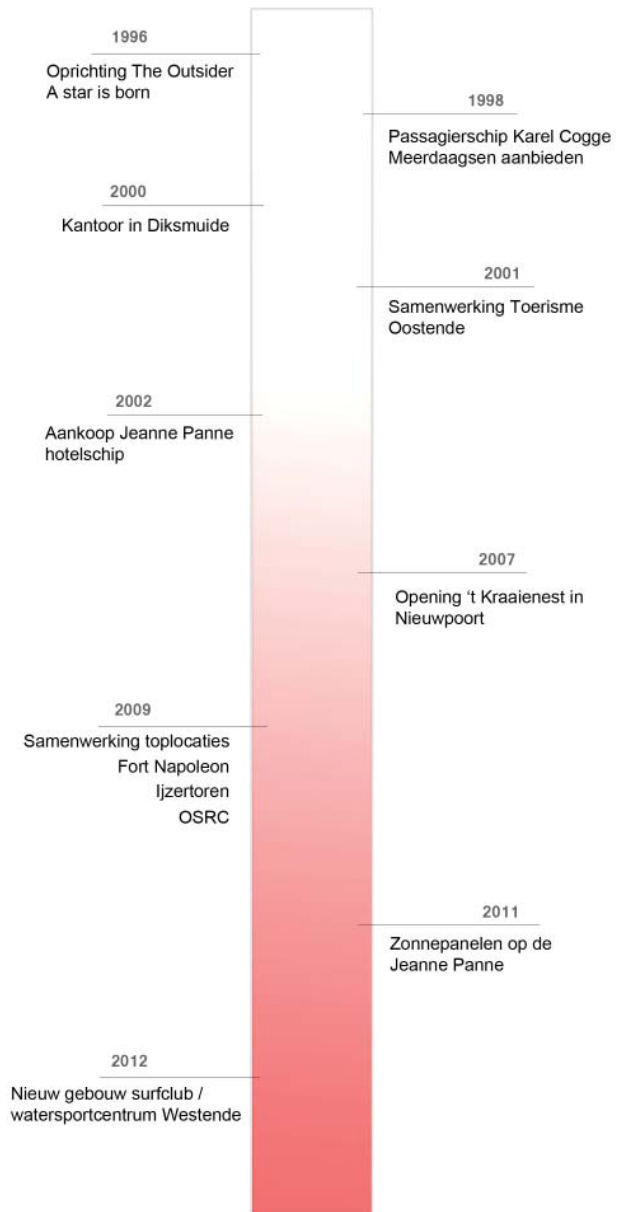 1996
Oprichting The Outsider
A star is born
1998
Passagierschip Karel Cogge
Meerdaagsen aanbieden
2000
Kantoor in Diksmuide
2001
Samenwerking Toerisme
Oostende
2002
Aankoop Jeanne Panne
hotelschip
2007
Opening ‘t Kraaienest in
Nieuwpoort
2009
Samenwerking toplocaties
Fort Napoleon
Ijzertoren
OSRC
2011
Zonnepanelen op de
Jeanne Panne
2012
Nieuw gebouw surfclub /
watersportcentrum Westende